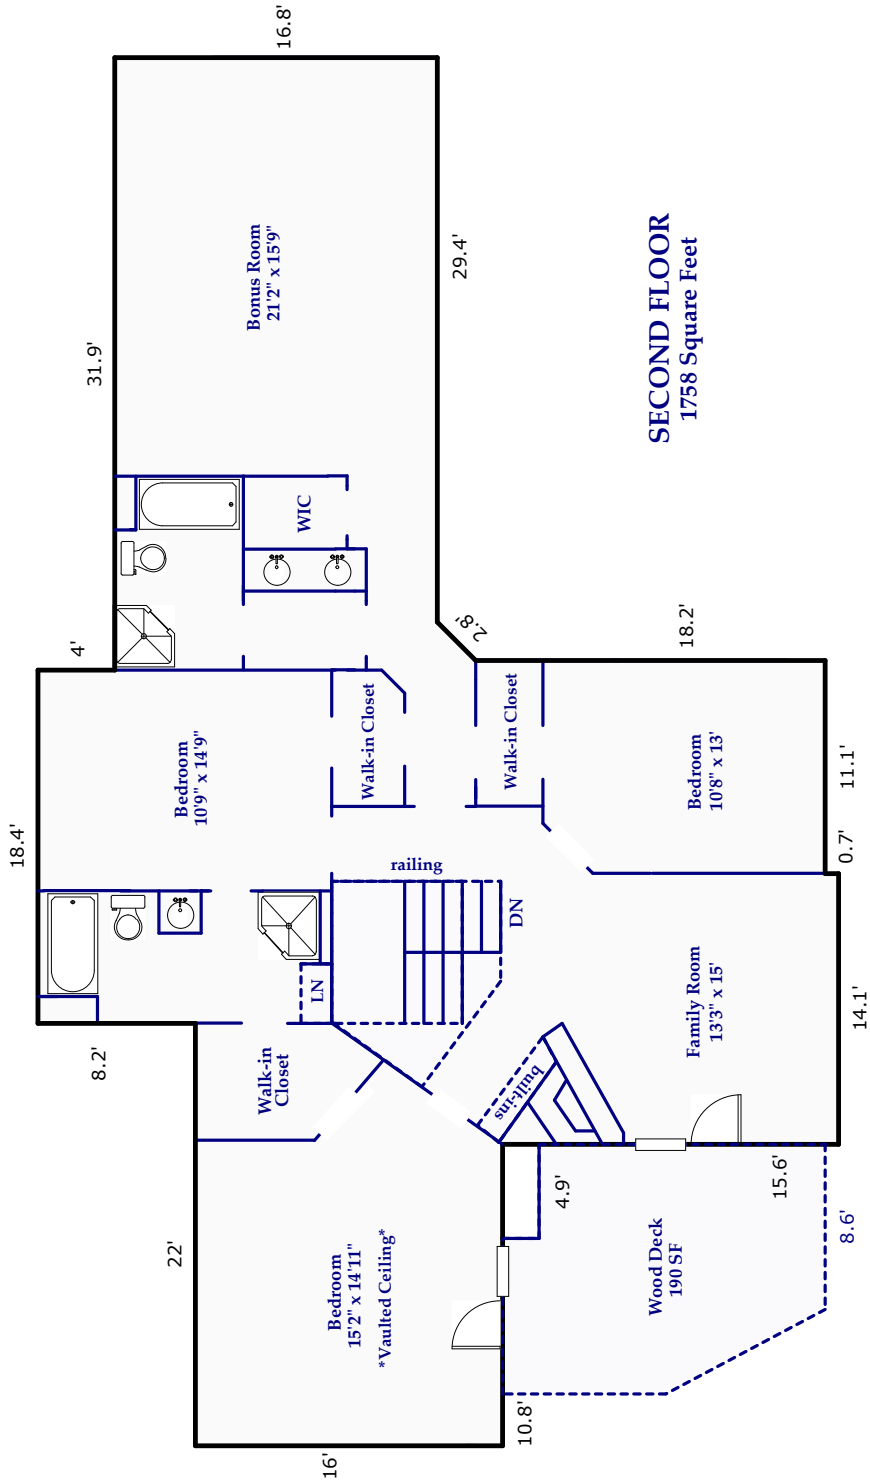 16.8'
31.9'
Bonus Room
21'2" x 15'9"
29.4'
SECOND FLOOR
1758 Square Feet
WIC
4'
2.8'
18.2'
18.4'
Bedroom
10'9" x 14'9"
Walk-in Closet
Walk-in Closet
Bedroom
10'8" x 13'
11.1'
0.7'
railing
DN
LN
8.2'
Walk-in
Closet
built-ins
Family Room
13'3" x 15'
14.1'
22'
Bedroom
15'2" x 14'11"
*Vaulted Ceiling*
4.9'
15.6'
Wood Deck
190 SF
8.6'
10.8'
16'